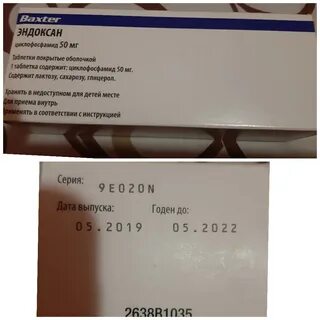 Baxter
ЭНДОКСАН
циклофосфамид 50 мг
Таблетки покрытые оболочкой
1 таблетка содержит: циклофосфамид 50 мг.
Содержит лактозу, сахарозу, глицерол.
Хранить в недоступном для детей месте
Для приема внутрь
Применять в соответствии с инструкцией
Серия:
9E020N
Дата выпуска: Годен до:
05.2019 05.2022
2638B1035